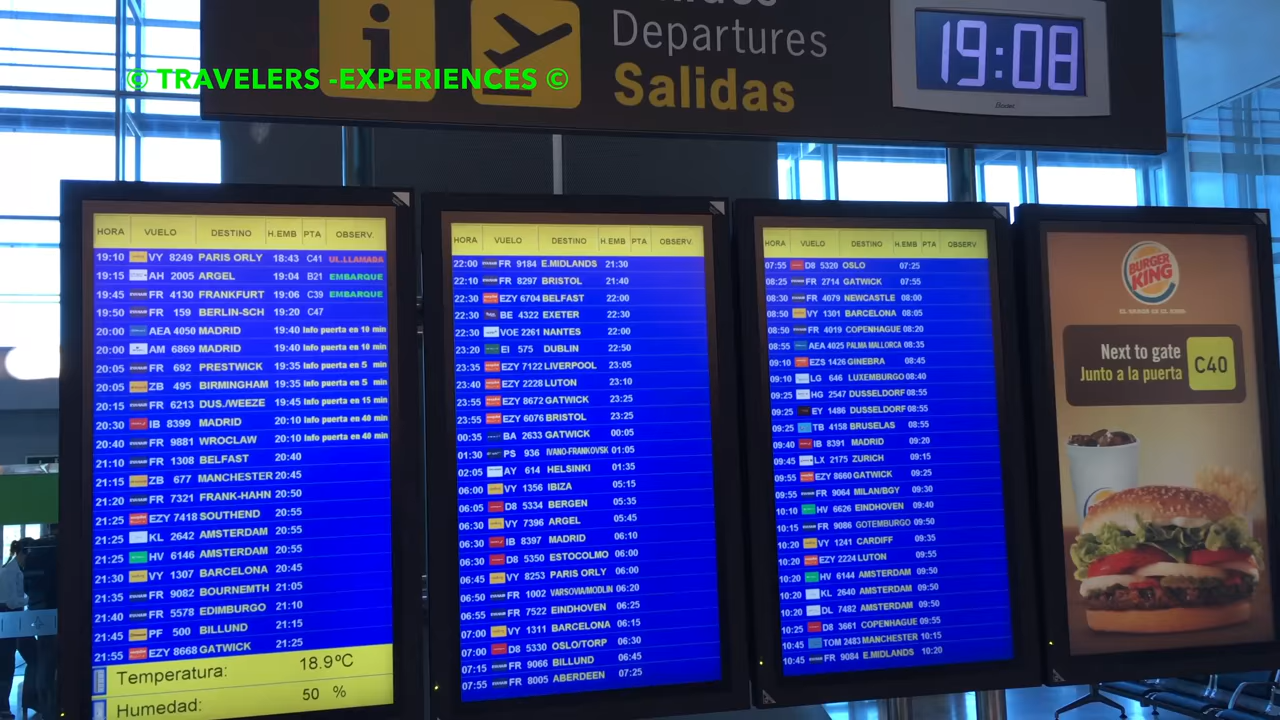 Departures
Salidas
19:08
© TRAVELERS -EXPERIENCES ©
HORA VUELO DESTINO H.EMB PTA OBSERV.
19:10 VY 8249 PARIS ORLY 18:43 C41 UL.LLAMADA
19:15 AH 2005 ARGEL 19:04 B21 EMBARQUE
19:45 FR 4130 FRANKFURT 19:06 C39 EMBARQUE
19:50 FR 159 BERLIN-SCH 19:20 C47
20:00 AEA 4050 MADRID 19:40 Info puerta en 10 min
20:00 AM 6869 MADRID 19:40 Info puerta en 10 min
20:05 FR 692 PRESTWICK 19:35 Info puerta en 5 min
20:05 ZB 495 BIRMINGHAM 19:35 Info puerta en 5 min
20:15 FR 6213 DUS./WEEZE 19:45 Info puerta en 15 min
20:30 IB 8399 MADRID 20:10 Info puerta en 40 min
20:40 FR 9881 WROCLAW 20:10 Info puerta en 40 min
21:10 FR 1308 BELFAST 20:40
21:15 ZB 677 MANCHESTER 20:45
21:20 FR 7321 FRANK-HAHN 20:50
21:25 EZY 7418 SOUTHEND 20:55
21:25 KL 2642 AMSTERDAM 20:55
21:25 HV 6146 AMSTERDAM 20:55
21:30 VY 1307 BARCELONA 20:45
21:35 FR 9082 BOURNEMTH 21:05
21:40 FR 5578 EDIMBURGO 21:10
21:45 PF 500 BILLUND 21:15
21:55 EZY 8668 GATWICK 21:25
Temperatura: 18.9ºC
Humedad: 50 %
HORA VUELO DESTINO H.EMB PTA OBSERV.
22:00 FR 9184 E.MIDLANDS 21:30
22:10 FR 8297 BRISTOL 21:40
22:30 EZY 6704 BELFAST 22:00
22:30 BE 4322 EXETER 22:30
22:30 VOE 2261 NANTES 22:00
23:20 EI 575 DUBLIN 22:50
23:35 EZY 7122 LIVERPOOL 23:05
23:40 EZY 2228 LUTON 23:10
23:55 EZY 8672 GATWICK 23:25
23:55 EZY 6076 BRISTOL 23:25
00:35 BA 2633 GATWICK 00:05
01:30 PS 936 IVANO-FRANKOVSK 01:05
02:05 AY 614 HELSINKI 01:35
06:00 VY 1356 IBIZA 05:15
06:05 D8 5334 BERGEN 05:35
06:30 VY 7396 ARGEL 05:45
06:30 IB 8397 MADRID 06:10
06:30 D8 5350 ESTOCOLMO 06:00
06:45 VY 8253 PARIS ORLY 06:00
06:50 FR 1002 VARSOVIA/MODLIN 06:20
06:55 FR 7522 EINDHOVEN 06:25
07:00 VY 1311 BARCELONA 06:15
07:00 D8 5330 OSLO/TORP 06:30
07:15 FR 9066 BILLUND 06:45
07:55 FR 8005 ABERDEEN 07:25
HORA VUELO DESTINO H.EMB PTA OBSERV.
07:55 D8 5320 OSLO 07:25
08:25 FR 2714 GATWICK 07:55
08:30 FR 4079 NEWCASTLE 08:00
08:50 VY 1301 BARCELONA 08:05
08:50 FR 4019 COPENHAGUE 08:20
08:55 AEA 4025 PALMA MALLORCA 08:35
09:10 EZS 1426 GINEBRA 08:45
09:10 LG 646 LUXEMBURGO 08:40
09:25 HG 2547 DUSSELDORF 08:55
09:25 EY 1486 DUSSELDORF 08:55
09:25 TB 4158 BRUSELAS 08:55
09:40 IB 8391 MADRID 09:20
09:45 LX 2175 ZURICH 09:15
09:55 EZY 8660 GATWICK 09:25
09:55 FR 9064 MILAN/BGY 09:30
10:10 HV 6626 EINDHOVEN 09:40
10:15 FR 9086 GOTEMBURGO 09:50
10:20 VY 1241 CARDIFF 09:35
10:20 EZY 2224 LUTON 09:55
10:20 HV 6144 AMSTERDAM 09:50
10:20 KL 2640 AMSTERDAM 09:50
10:20 DL 7482 AMSTERDAM 09:50
10:25 D8 3661 COPENHAGUE 09:55
10:45 TOM 2483 MANCHESTER 10:15
10:45 FR 9084 E.MIDLANDS 10:20
BURGER KING
Next to gate
Junto a la puerta
C40